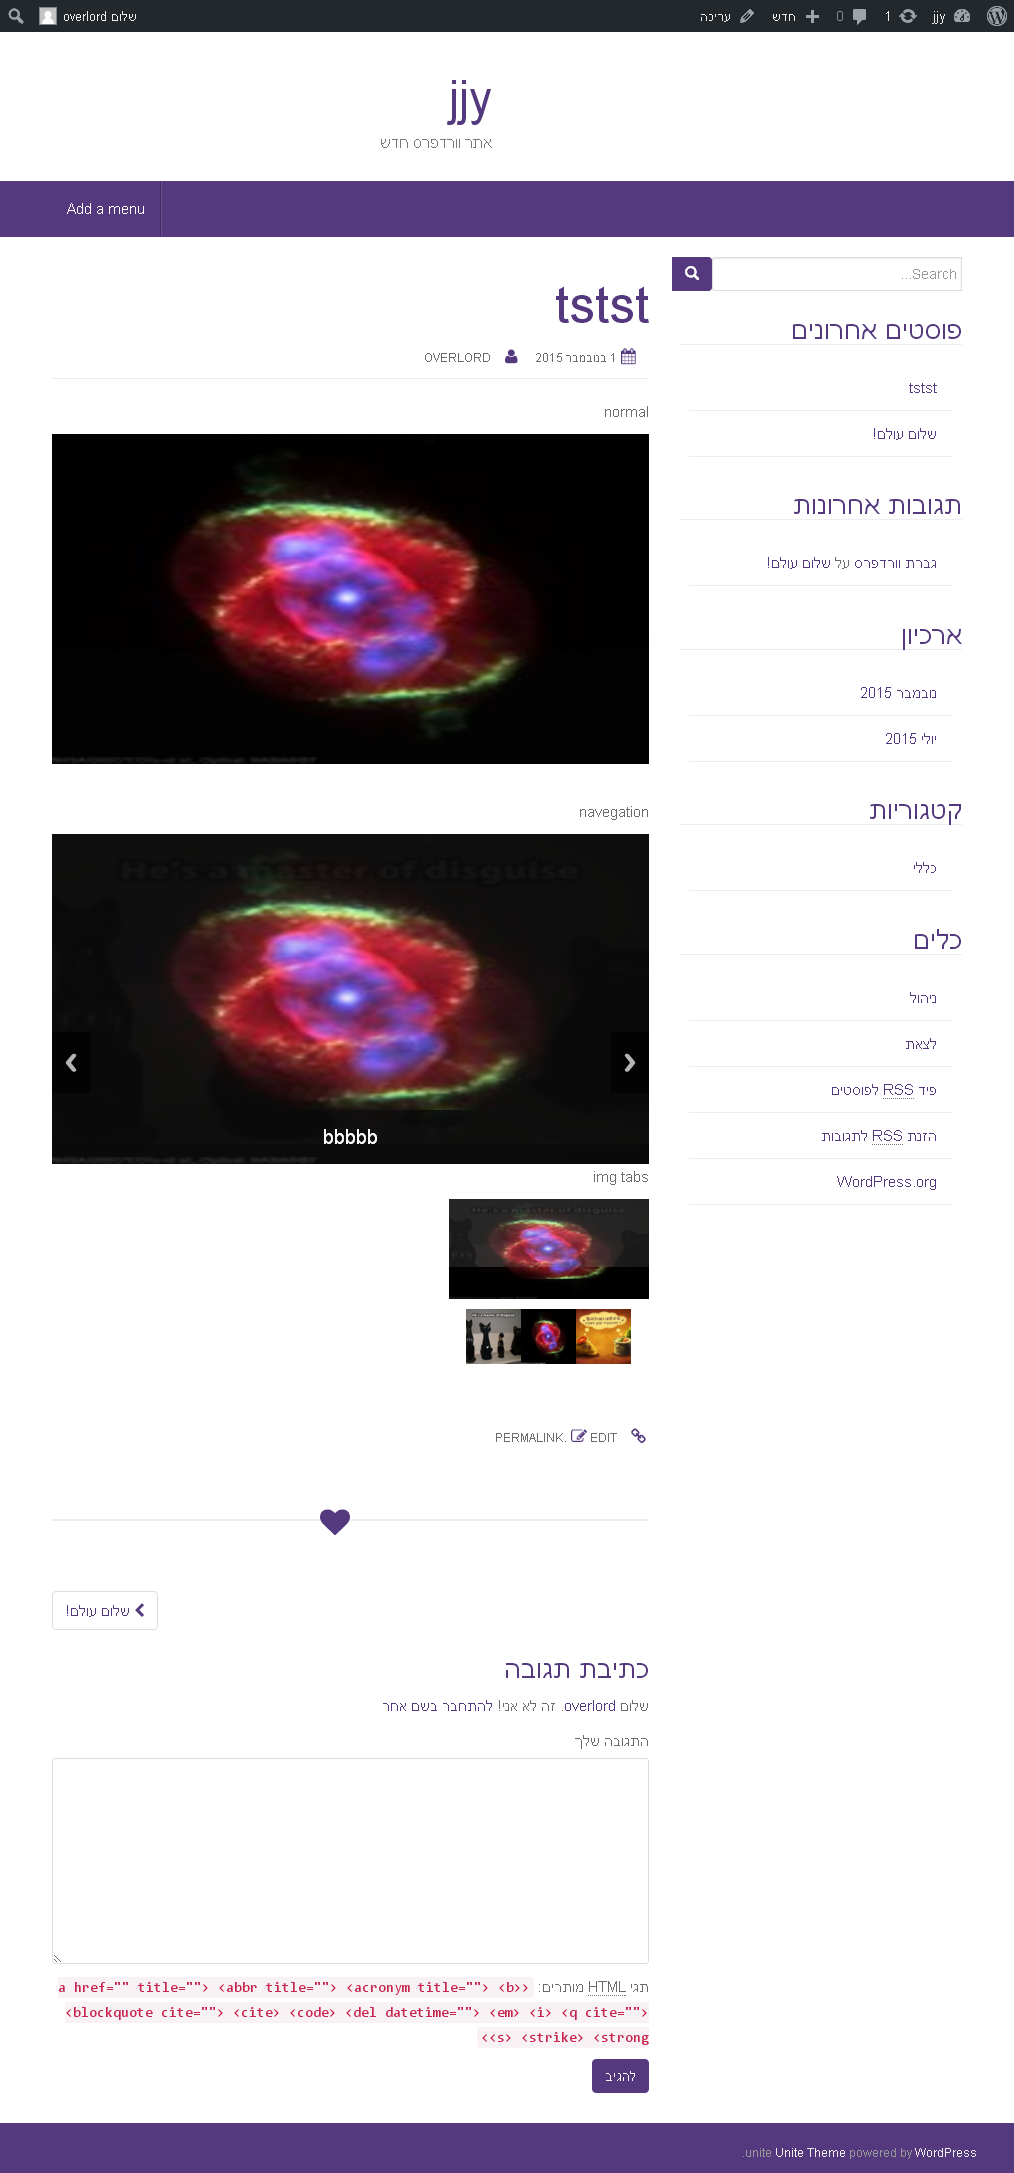 jjy 1 0 חדש עריכה
שלום overlord
jjy
אתר וורדפרס חדש
Add a menu
Search...
פוסטים אחרונים
tstst
שלום עולם!
תגובות אחרונות
גברת וורדפרס על שלום עולם!
ארכיון
נובמבר 2015
יולי 2015
קטגוריות
כללי
כלים
ניהול
לצאת
פיד RSS לפוסטים
הזנת RSS לתגובות
WordPress.org
tstst
1 בנובמבר 2015 OVERLORD
normal
navegation
He's a master of disguise
bbbbb
img tabs
He's a master of disguise
PERMALINK. EDIT
שלום עולם!
כתיבת תגובה
שלום overlord. זה לא אני! להתחבר בשם אחר
התגובה שלך
תגי HTML מותרים: <a href="" title=""> <abbr title=""> <acronym title=""> <b>
<blockquote cite=""> <cite> <code> <del datetime=""> <em> <i> <q cite="">
<s> <strike> <strong>
להגיב
unite Unite Theme powered by WordPress.